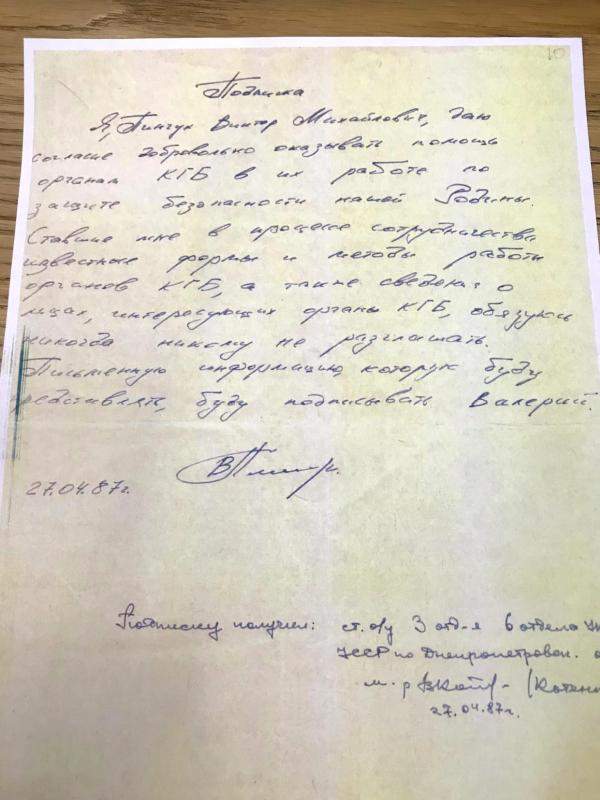 10
Подписка
Я, Пинчук Виктор Михайлович, даю
согласие добровольно оказывать помощь
органам КГБ в их работе по
защите безопасности нашей Родины.
Ставшие мне в процессе сотрудничества
известные формы и методы работы
органов КГБ, а также сведения о
лицах, интересующих органы КГБ, обязуюсь
никогда никому не разглашать.
Письменную информацию, которую буду
редставлять, буду подписывать Валерий.
27.04.87г.
Подписку получил: ст. о/у 3 отд-я 6 отдела
УССР по Днепропетровск.
м-р
27.04.87г.